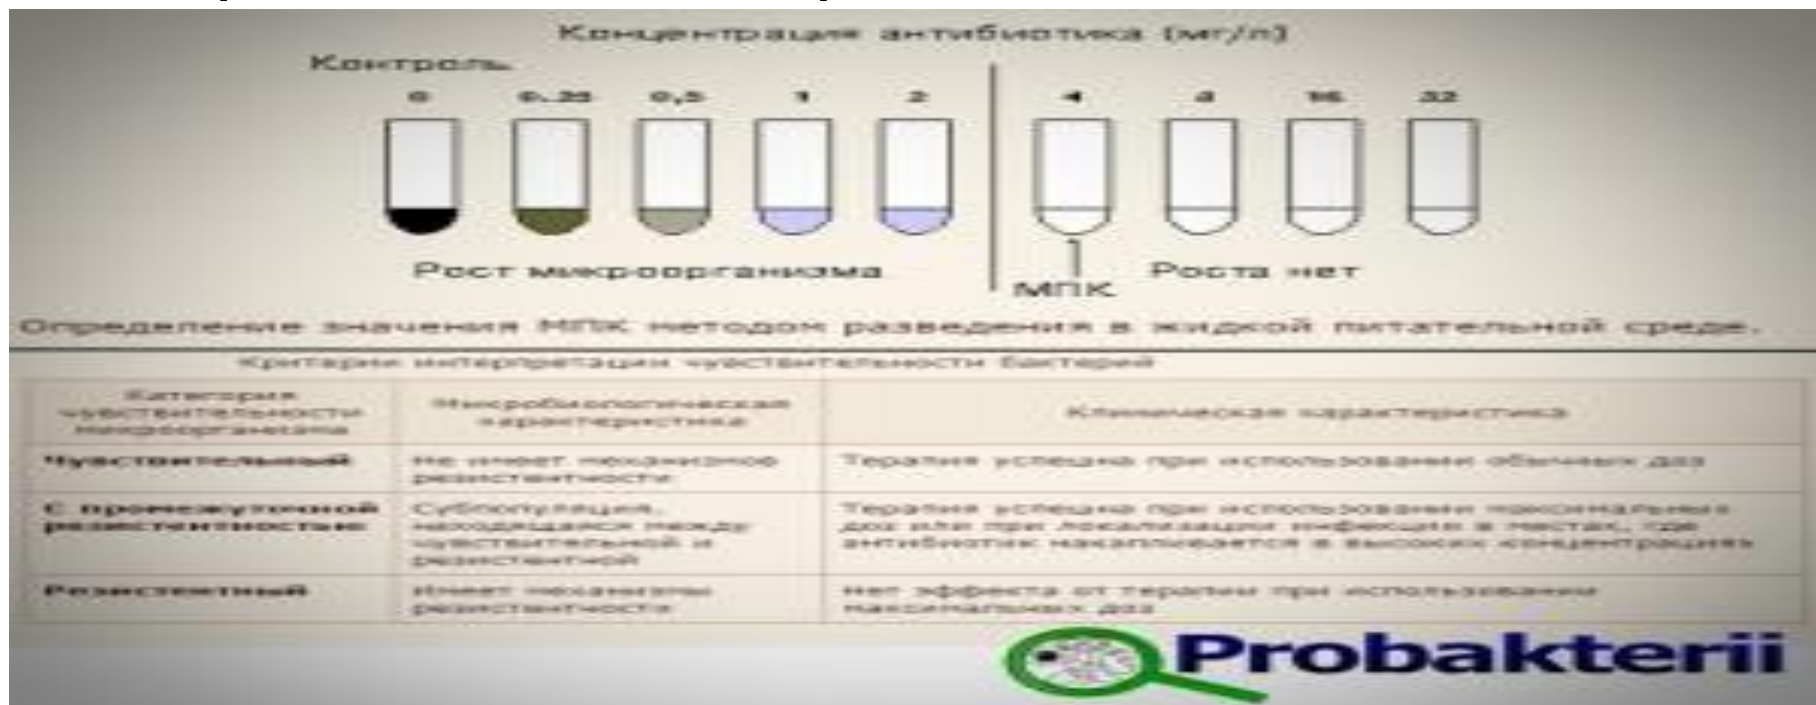 Концентрация антибиотика (мг/л)
Контроль
0 0.25 0,5 1 2 4 8 16 32
Рост микроорганизма
МПК
Роста нет
Определение значения МПК методом разведения в жидкой питательной среде.
Критерии интерпретации чувствительности бактерий
Категория
чувствительности
микроорганизма
Микробиологическая
характеристика
Клиническая характеристика
Чувствительный
Не имеет механизмов
резистентности
Терапия успешна при использовании обычных доз
С промежуточной
резистентностью
Субпопуляция,
находящаяся между
чувствительной и
резистентной
Терапия успешна при использовании максимальных
доз или при локализации инфекции в местах, где
антибиотик накапливается в высоких концентрациях
Резистентный
Имеет механизмы
резистентности
Нет эффекта от терапии при использовании
максимальных доз
Probakterii